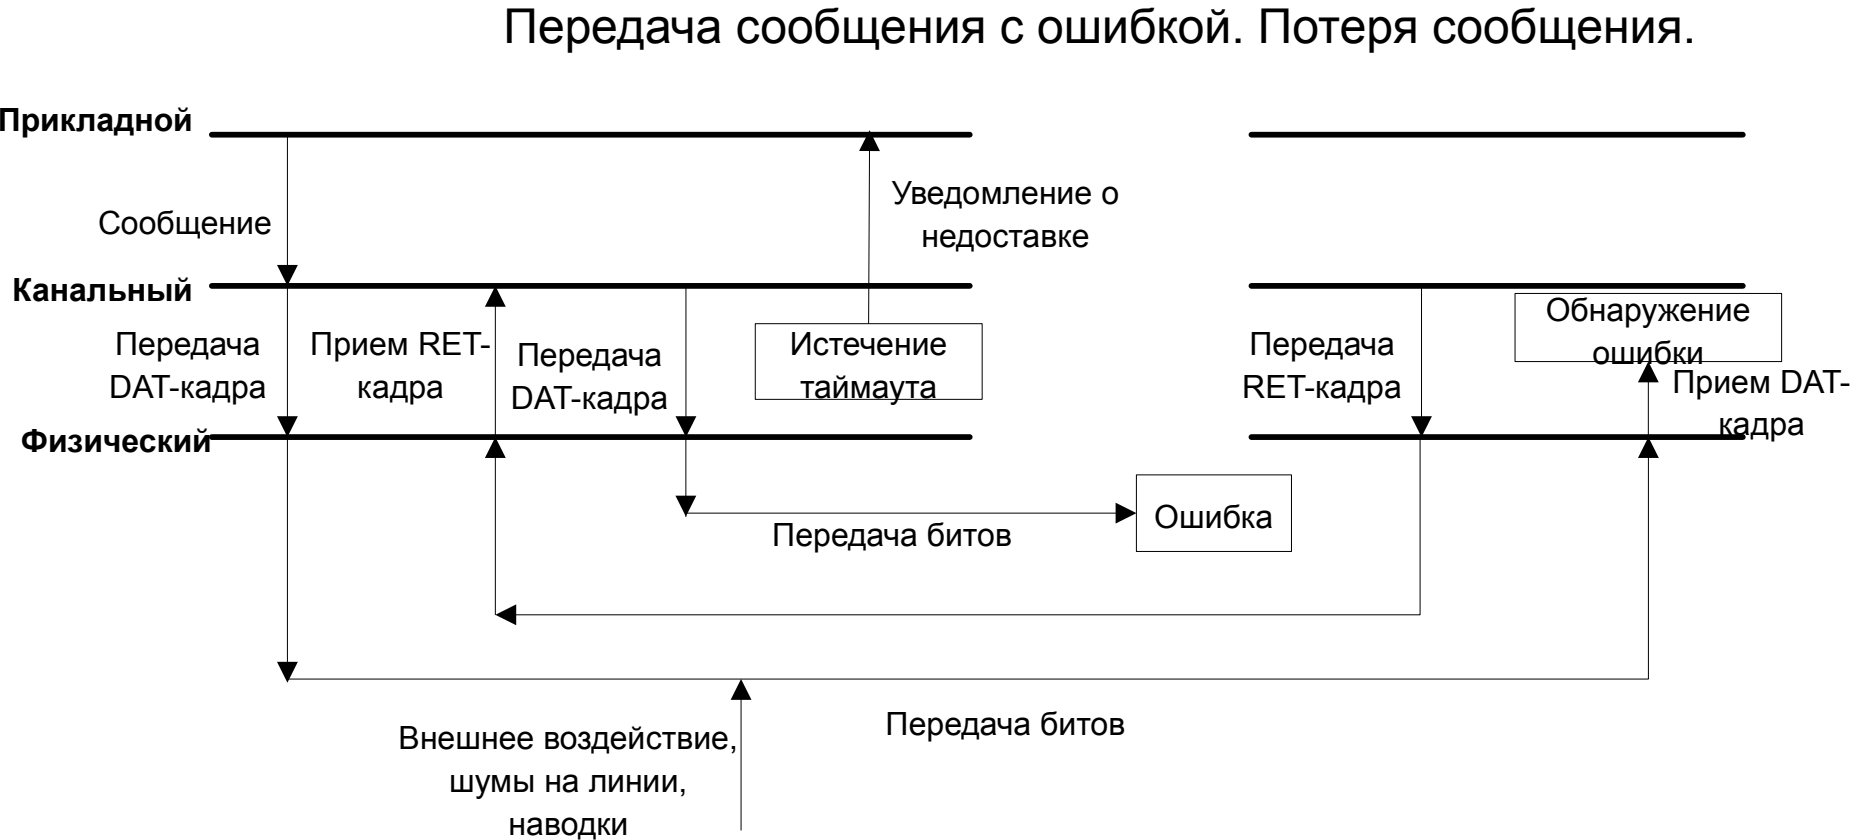 Передача сообщения с ошибкой. Потеря сообщения.
Прикладной
Уведомление о
недоставке
Сообщение
Канальный
Передача
DAT-кадра
Прием RET-
кадра
Передача
DAT-кадра
Истечение
таймаута
Передача
RET-кадра
Обнаружение
ошибки
Прием DAT-
кадра
Физический
Ошибка
Передача битов
Передача битов
Внешнее воздействие,
шумы на линии,
наводки